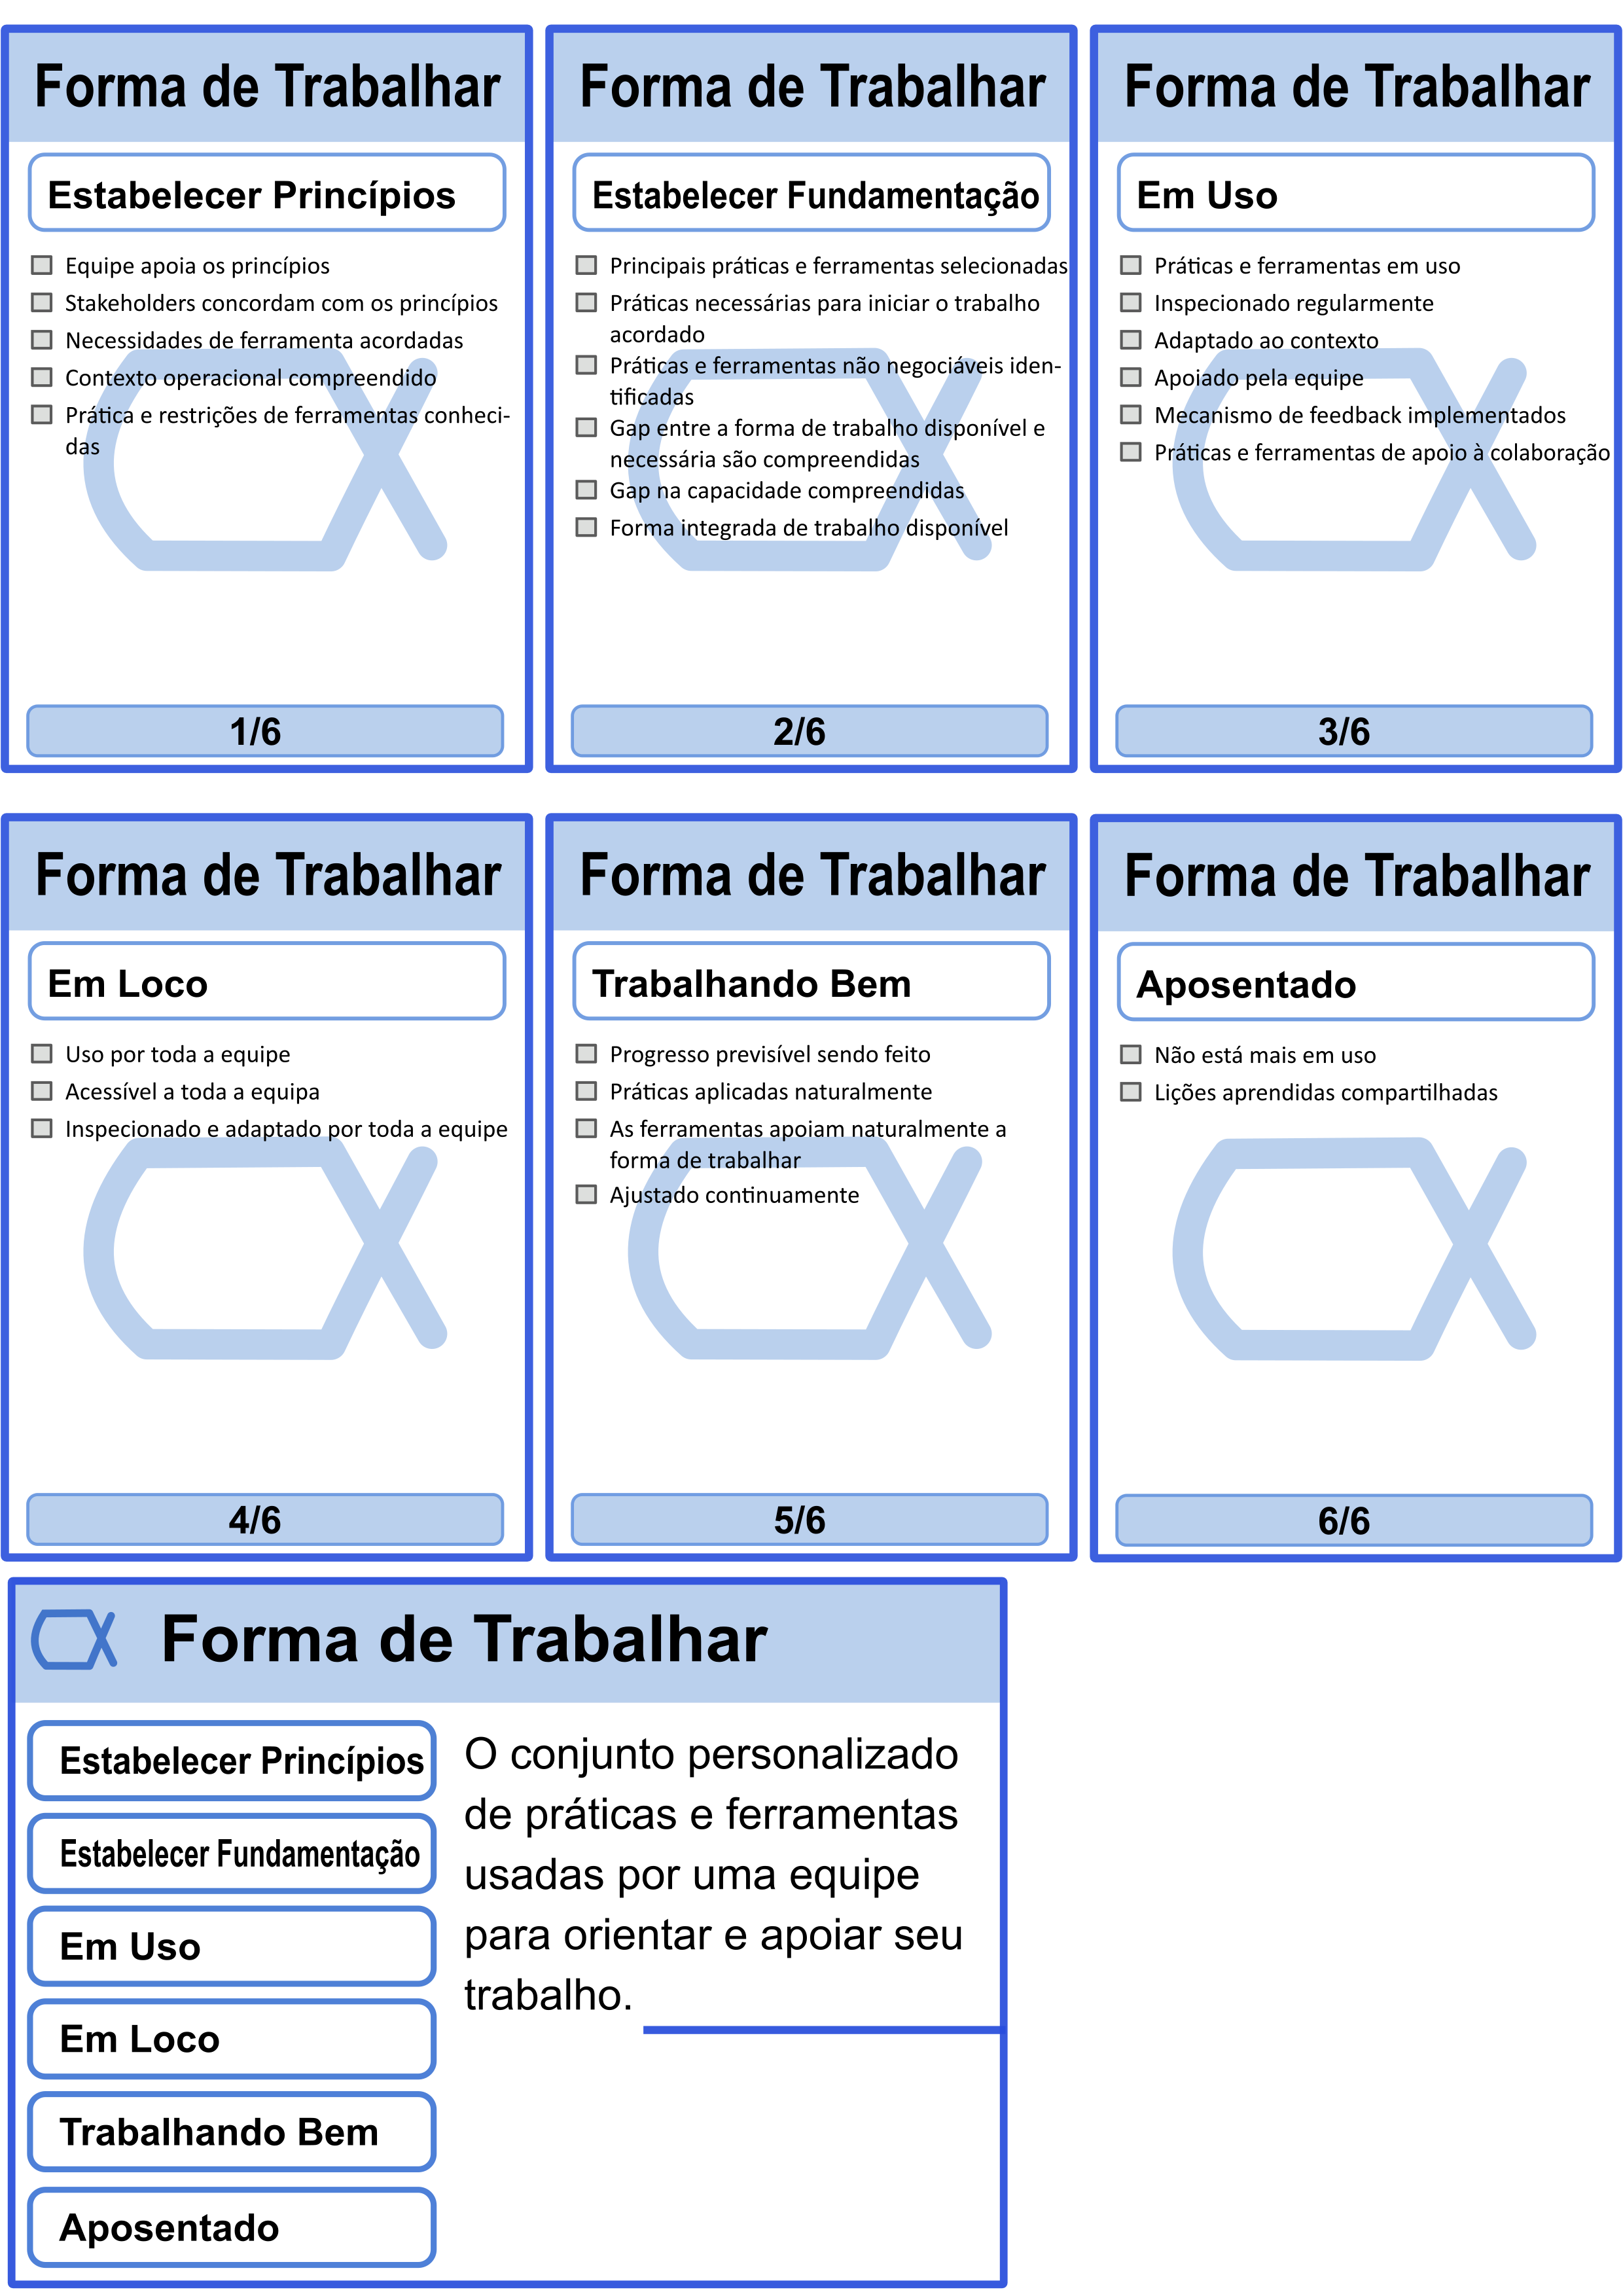 Forma de Trabalhar
Estabelecer Princípios
Equipe apoia os princípios
Stakeholders concordam com os princípios
Necessidades de ferramenta acordadas
Contexto operacional compreendido
Prática e restrições de ferramentas conheci-
das
1/6
Forma de Trabalhar
Estabelecer Fundamentação
Principais práticas e ferramentas selecionadas
Práticas necessárias para iniciar o trabalho
acordado
Práticas e ferramentas não negociáveis iden-
tificadas
Gap entre a forma de trabalho disponível e
necessária são compreendidas
Gap na capacidade compreendidas
Forma integrada de trabalho disponível
2/6
Forma de Trabalhar
Em Uso
Práticas e ferramentas em uso
Inspecionado regularmente
Adaptado ao contexto
Apoiado pela equipe
Mecanismo de feedback implementados
Práticas e ferramentas de apoio à colaboração
3/6
Forma de Trabalhar
Em Loco
Uso por toda a equipe
Acessível a toda a equipa
Inspecionado e adaptado por toda a equipe
4/6
Forma de Trabalhar
Trabalhando Bem
Progresso previsível sendo feito
Práticas aplicadas naturalmente
As ferramentas apoiam naturalmente a
forma de trabalhar
Ajustado continuamente
5/6
Forma de Trabalhar
Aposentado
Não está mais em uso
Lições aprendidas compartilhadas
6/6
Forma de Trabalhar
Estabelecer Princípios
Estabelecer Fundamentação
Em Uso
Em Loco
Trabalhando Bem
Aposentado
O conjunto personalizado
de práticas e ferramentas
usadas por uma equipe
para orientar e apoiar seu
trabalho.